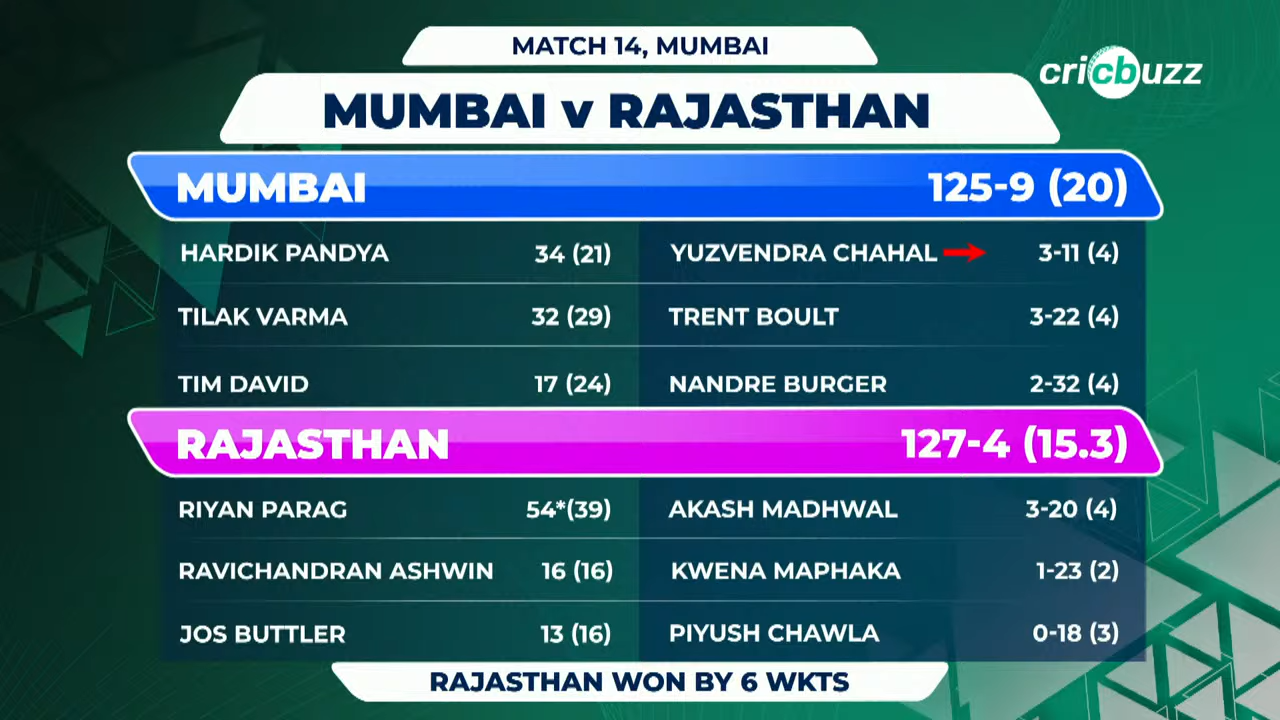 MATCH 14, MUMBAI
cricbuzz
MUMBAI v RAJASTHAN
MUMBAI 125-9 (20)
HARDIK PANDYA 34 (21) YUZVENDRA CHAHAL 3-11 (4)
TILAK VARMA 32 (29) TRENT BOULT 3-22 (4)
TIM DAVID 17 (24) NANDRE BURGER 2-32 (4)
RAJASTHAN 127-4 (15.3)
RIYAN PARAG 54*(39) AKASH MADHWAL 3-20 (4)
RAVICHANDRAN ASHWIN 16 (16) KWENA MAPHAKA 1-23 (2)
JOS BUTTLER 13 (16) PIYUSH CHAWLA 0-18 (3)
RAJASTHAN WON BY 6 WKTS